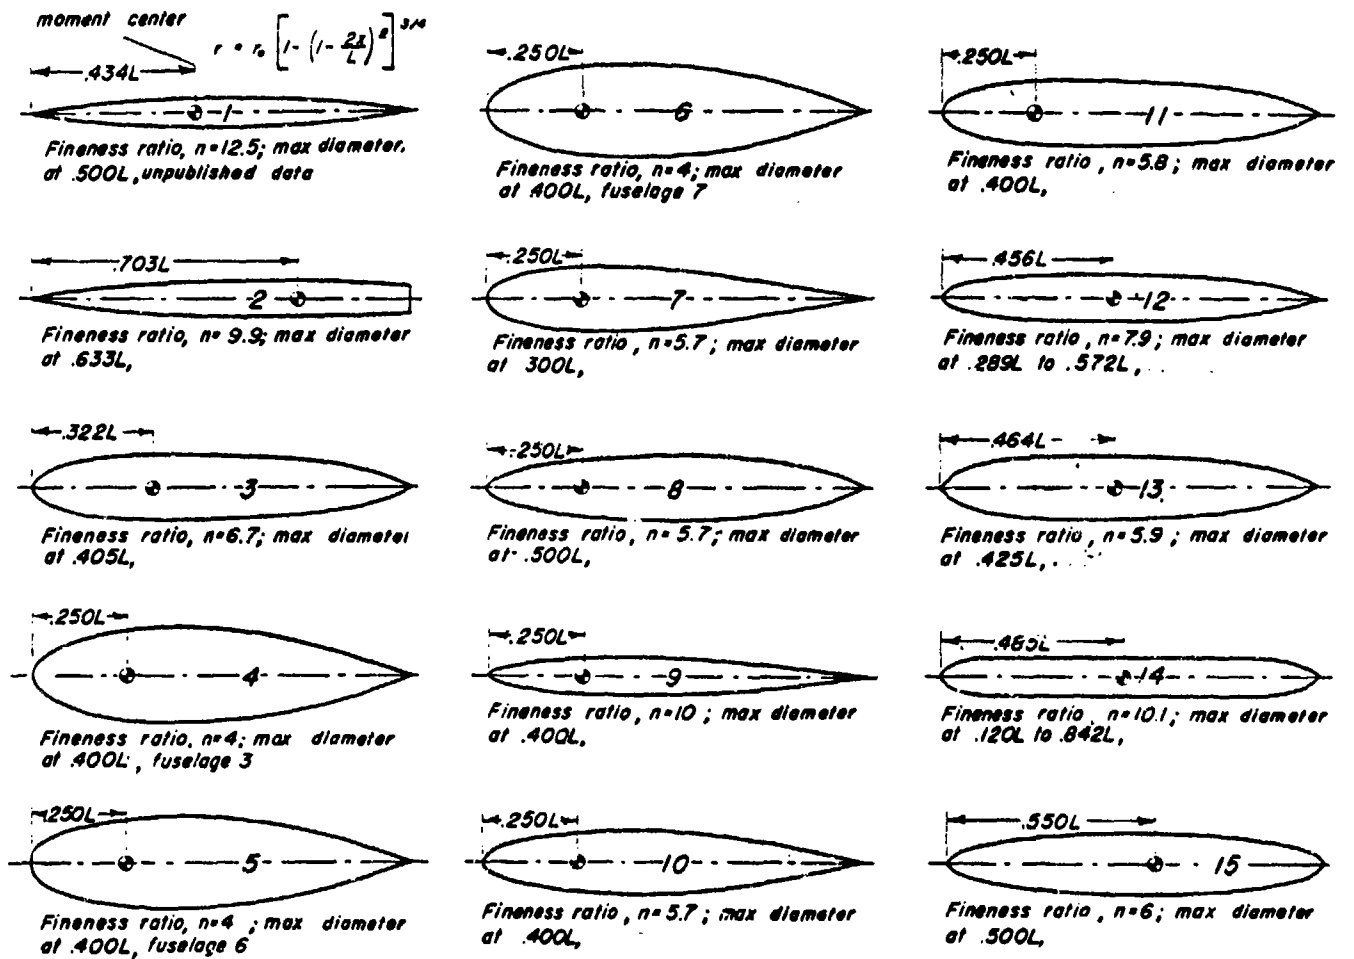 moment center
r = r₀ [1-(1-2x/L)²]^3/4
.434L
1
Fineness ratio, n=12.5; max diameter.
at .500L, unpublished data
.703L
2
Fineness ratio, n=9.9; max diameter
at .633L,
.322L
3
Fineness ratio, n=6.7; max diameter
at .405L,
.250L
4
Fineness ratio, n=4; max diameter
at .400L, fuselage 3
.250L
5
Fineness ratio, n=4 ; max diameter
at .400L, fuselage 6
.250L
6
Fineness ratio, n=4; max diameter
at .400L, fuselage 7
.250L
7
Fineness ratio, n=5.7; max diameter
at 300L,
.250L
8
Fineness ratio, n=5.7; max diameter
at .500L,
.250L
9
Fineness ratio, n=10 ; max diameter
at .400L,
.250L
10
Fineness ratio, n=5.7 ; max diameter
at .400L,
.250L
11
Fineness ratio, n=5.8 ; max diameter
at .400L,
.456L
12
Fineness ratio, n=7.9 ; max diameter
at .289L to .572L,
.464L
13
Fineness ratio, n=5.9 ; max diameter
at .425L,
14
Fineness ratio, n=10.1; max diameter
at .120L to .842L,
.550L
15
Fineness ratio, n=6; max diameter
at .500L,